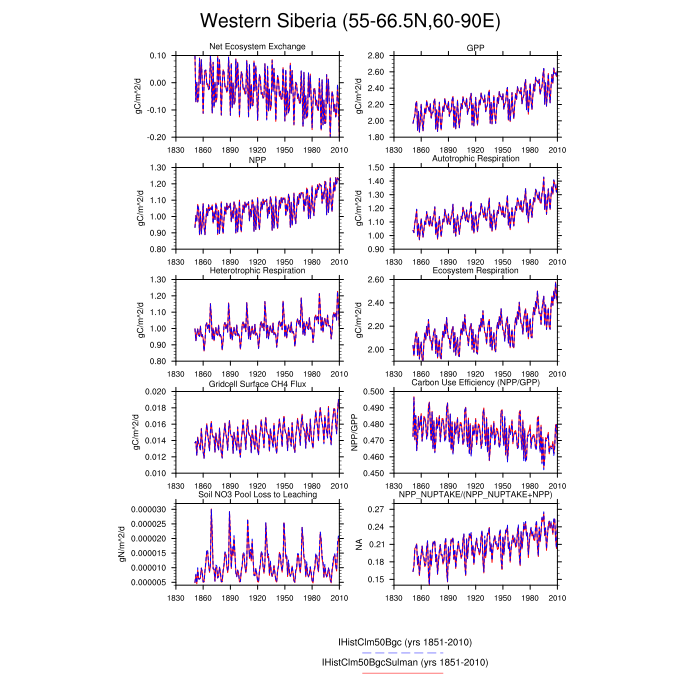 Western Siberia (55-66.5N,60-90E)
Net Ecosystem Exchange
GPP
gC/m^2/d
0.10
0.00
-0.10
-0.20
1830 1860 1890 1920 1950 1980 2010
gC/m^2/d
2.80
2.60
2.40
2.20
2.00
1.80
1830 1860 1890 1920 1950 1980 2010
NPP
Autotrophic Respiration
gC/m^2/d
1.30
1.20
1.10
1.00
0.90
0.80
1830 1860 1890 1920 1950 1980 2010
gC/m^2/d
1.50
1.40
1.30
1.20
1.10
1.00
0.90
1830 1860 1890 1920 1950 1980 2010
Heterotrophic Respiration
Ecosystem Respiration
gC/m^2/d
1.30
1.20
1.10
1.00
0.90
0.80
1830 1860 1890 1920 1950 1980 2010
gC/m^2/d
2.60
2.40
2.20
2.00
1830 1860 1890 1920 1950 1980 2010
Gridcell Surface CH4 Flux
Carbon Use Efficiency (NPP/GPP)
gC/m^2/d
0.020
0.018
0.016
0.014
0.012
0.010
1830 1860 1890 1920 1950 1980 2010
NPP/GPP
0.500
0.490
0.480
0.470
0.460
0.450
1830 1860 1890 1920 1950 1980 2010
Soil NO3 Pool Loss to Leaching
NPP_NUPTAKE/(NPP_NUPTAKE+NPP)
gN/m^2/d
0.000030
0.000025
0.000020
0.000015
0.000010
0.000005
1830 1860 1890 1920 1950 1980 2010
NA
0.27
0.24
0.21
0.18
0.15
1830 1860 1890 1920 1950 1980 2010
IHistClm50Bgc (yrs 1851-2010)
IHistClm50BgcSulman (yrs 1851-2010)